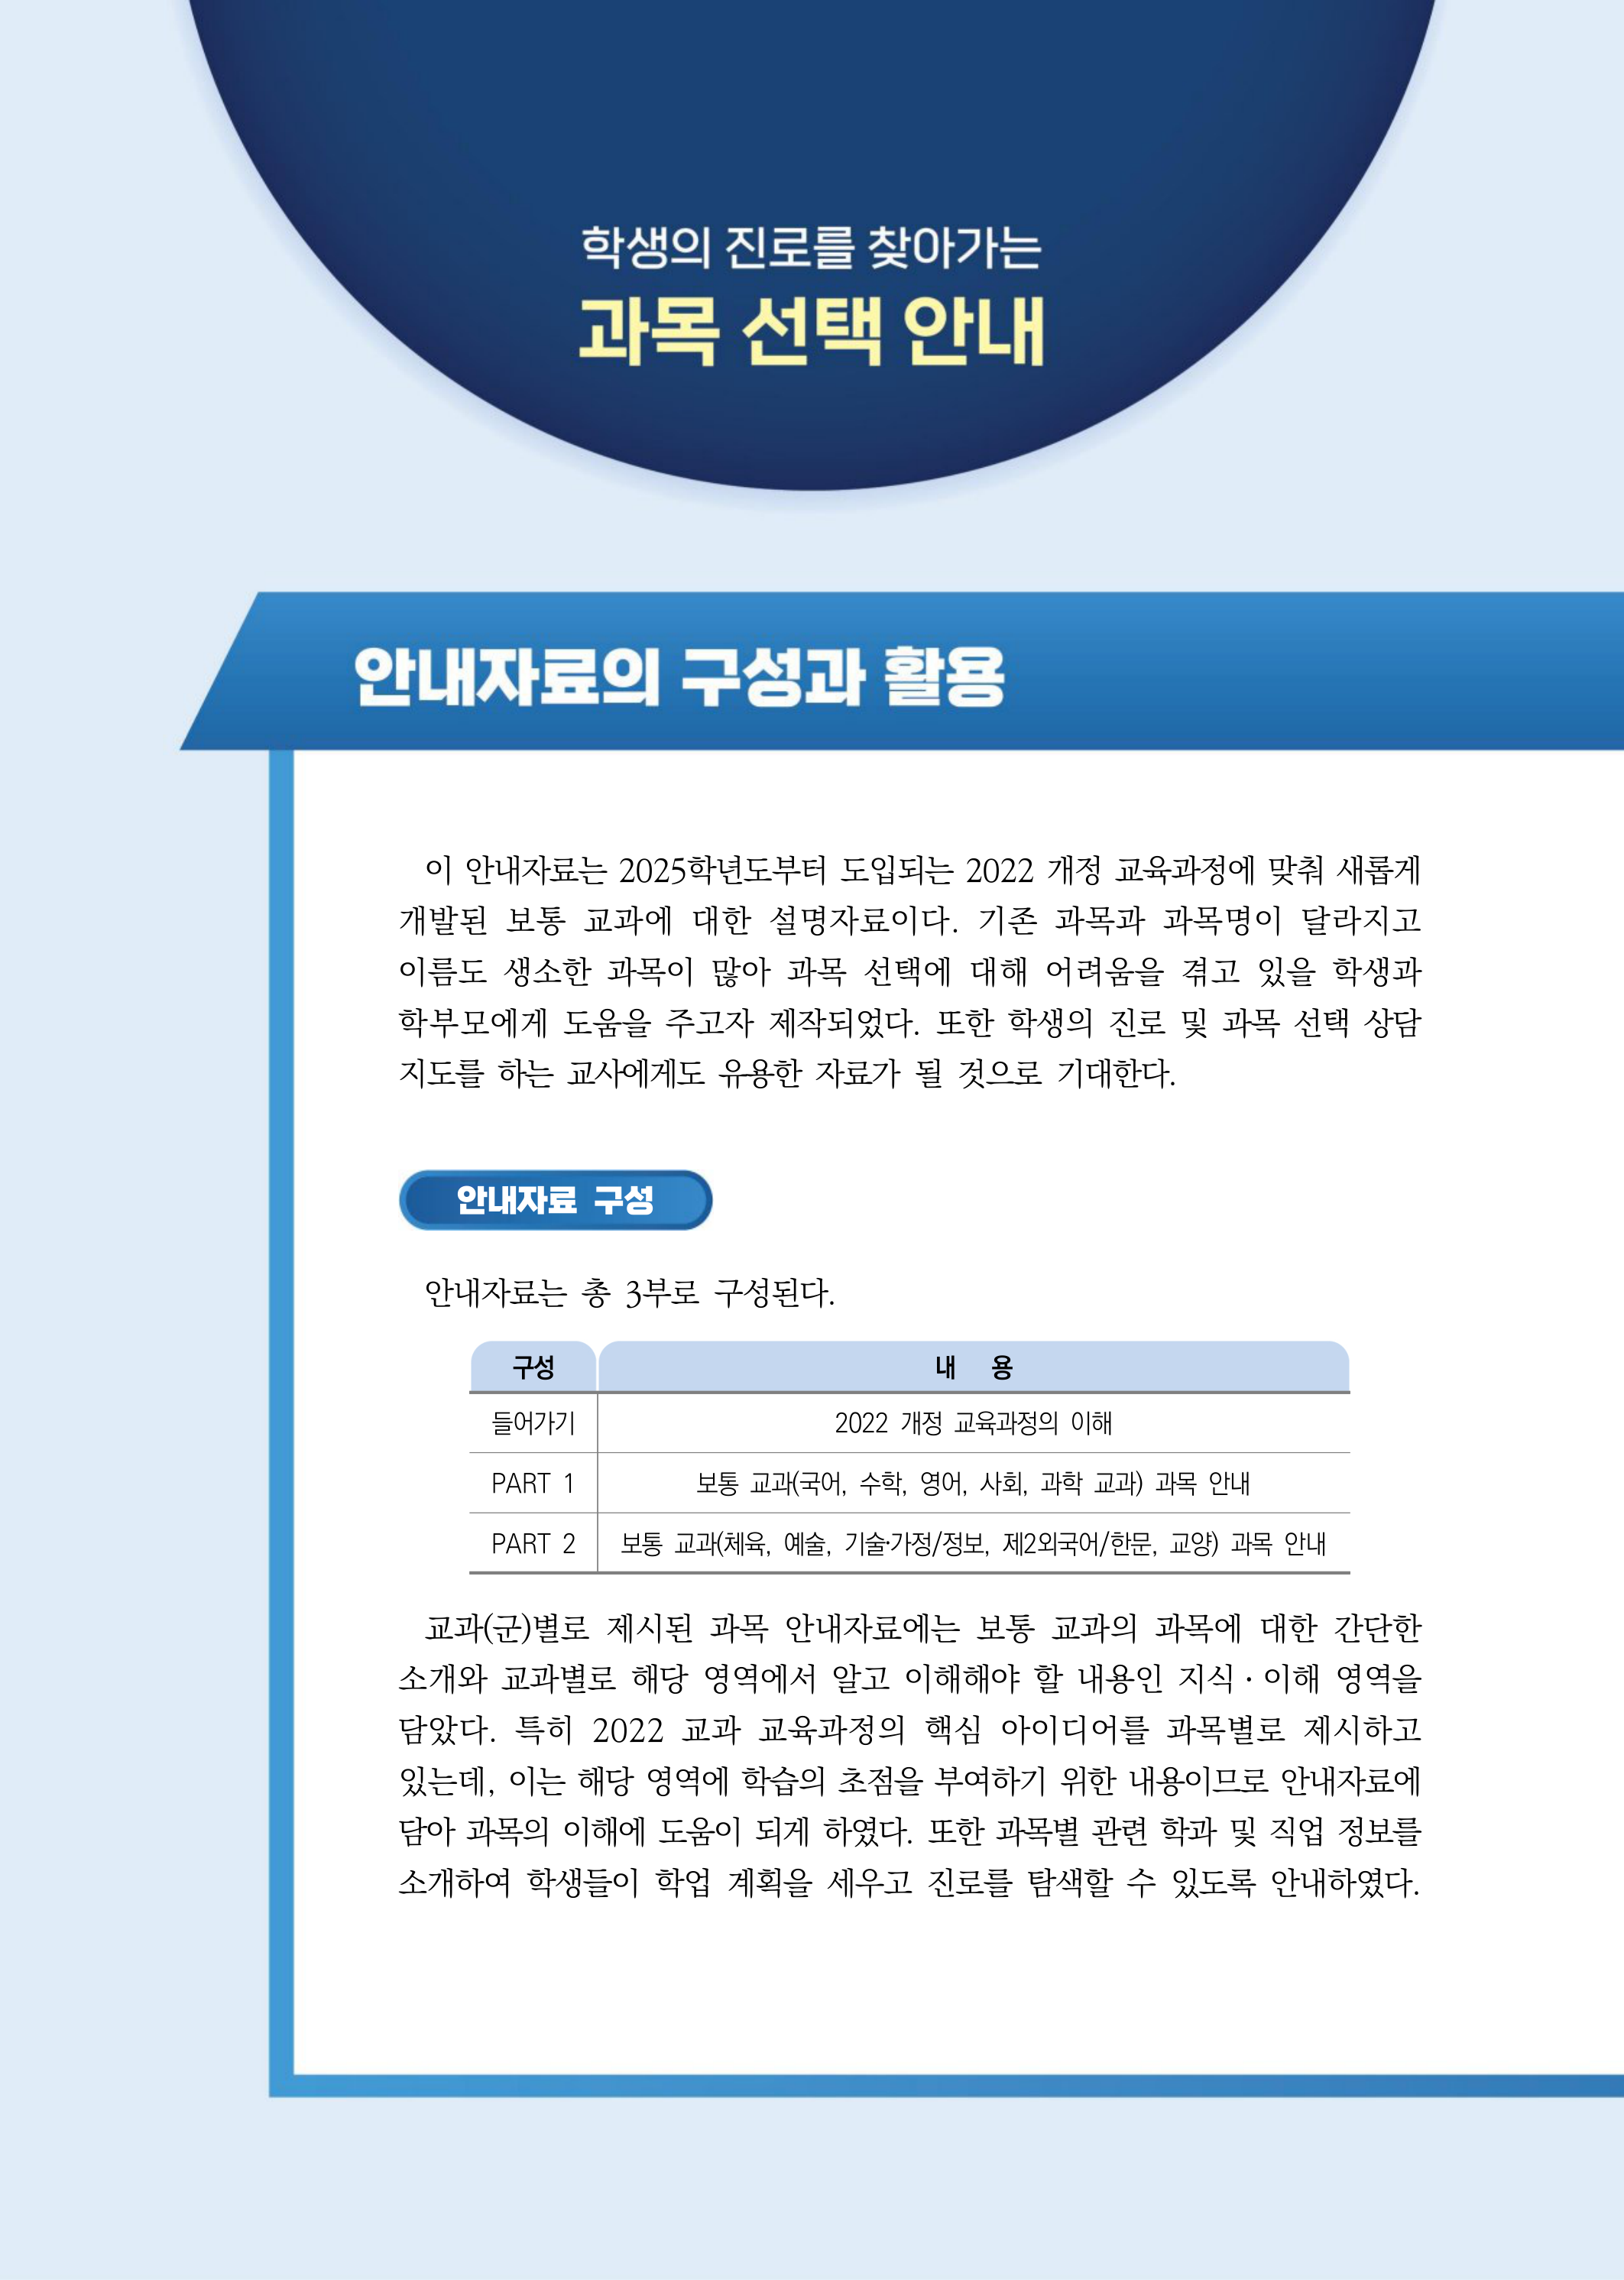 학생의 진로를 찾아가는
과목 선택 안내
안내자료의 구성과 활용
이 안내자료는 2025학년도부터 도입되는 2022 개정 교육과정에 맞춰 새롭게
개발된 보통 교과에 대한 설명자료이다. 기존 과목과 과목명이 달라지고
이름도 생소한 과목이 많아 과목 선택에 대해 어려움을 겪고 있을 학생과
학부모에게 도움을 주고자 제작되었다. 또한 학생의 진로 및 과목 선택 상담
지도를 하는 교사에게도 유용한 자료가 될 것으로 기대한다.
안내자료 구성
안내자료는 총 3부로 구성된다.
구성 내 용
들어가기 2022 개정 교육과정의 이해
PART 1 보통 교과(국어, 수학, 영어, 사회, 과학 교과) 과목 안내
PART 2 보통 교과(체육, 예술, 기술·가정/정보, 제2외국어/한문, 교양) 과목 안내
교과(군)별로 제시된 과목 안내자료에는 보통 교과의 과목에 대한 간단한
소개와 교과별로 해당 영역에서 알고 이해해야 할 내용인 지식·이해 영역을
담았다. 특히 2022 교과 교육과정의 핵심 아이디어를 과목별로 제시하고
있는데, 이는 해당 영역에 학습의 초점을 부여하기 위한 내용이므로 안내자료에
담아 과목의 이해에 도움이 되게 하였다. 또한 과목별 관련 학과 및 직업 정보를
소개하여 학생들이 학업 계획을 세우고 진로를 탐색할 수 있도록 안내하였다.